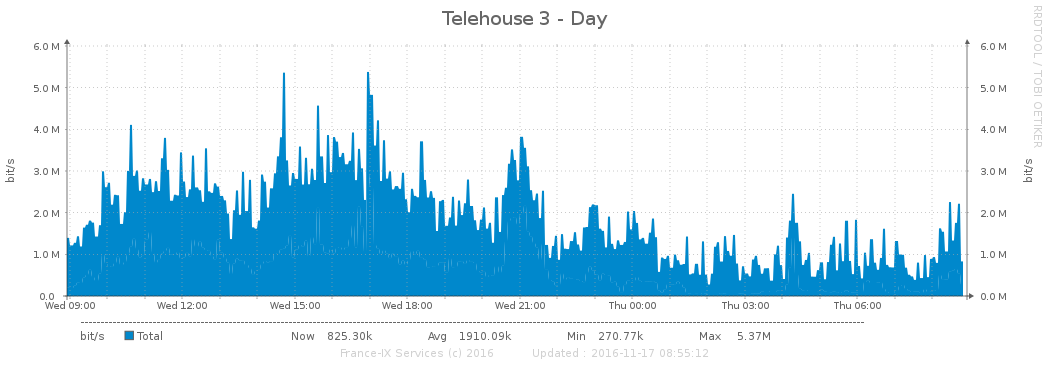 Telehouse 3 - Day
RRDTOOL / TOBI OETIKER
bit/s
bit/s
6.0 M 6.0 M
5.0 M 5.0 M
4.0 M 4.0 M
3.0 M 3.0 M
2.0 M 2.0 M
1.0 M 1.0 M
0.0 0.0 M
Wed 09:00 Wed 12:00 Wed 15:00 Wed 18:00 Wed 21:00 Thu 00:00 Thu 03:00 Thu 06:00
bit/s Total Now 825.30k Avg 1910.09k Min 270.77k Max 5.37M
France-IX Services (c) 2016 Updated : 2016-11-17 08:55:12